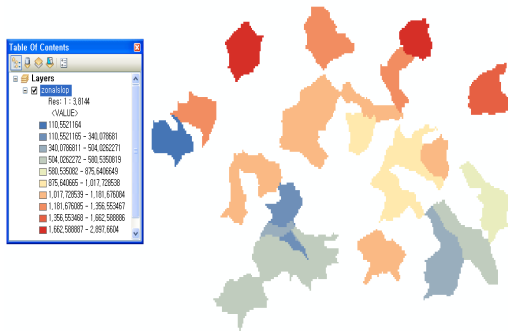 Table Of Contents
Layers
zonalslop
Res: 1 : 3,8144
<VALUE>
110,5521164
110,5521165 - 340,078681
340,0786811 - 504,0262271
504,0262272 - 580,5350819
580,535082 - 875,6406649
875,640665 - 1,017,728538
1,017,728539 - 1,181,676084
1,181,676085 - 1,356,553467
1,356,553468 - 1,662,588886
1,662,588887 - 2,897,6604